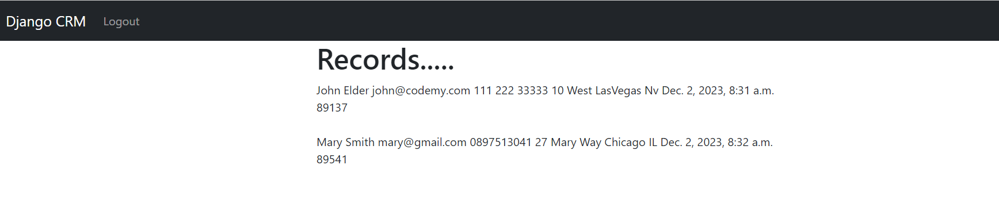 Django CRM Logout
Records.....
John Elder john@codemy.com 111 222 33333 10 West LasVegas Nv Dec. 2, 2023, 8:31 a.m.
89137
Mary Smith mary@gmail.com 0897513041 27 Mary Way Chicago IL Dec. 2, 2023, 8:32 a.m.
89541